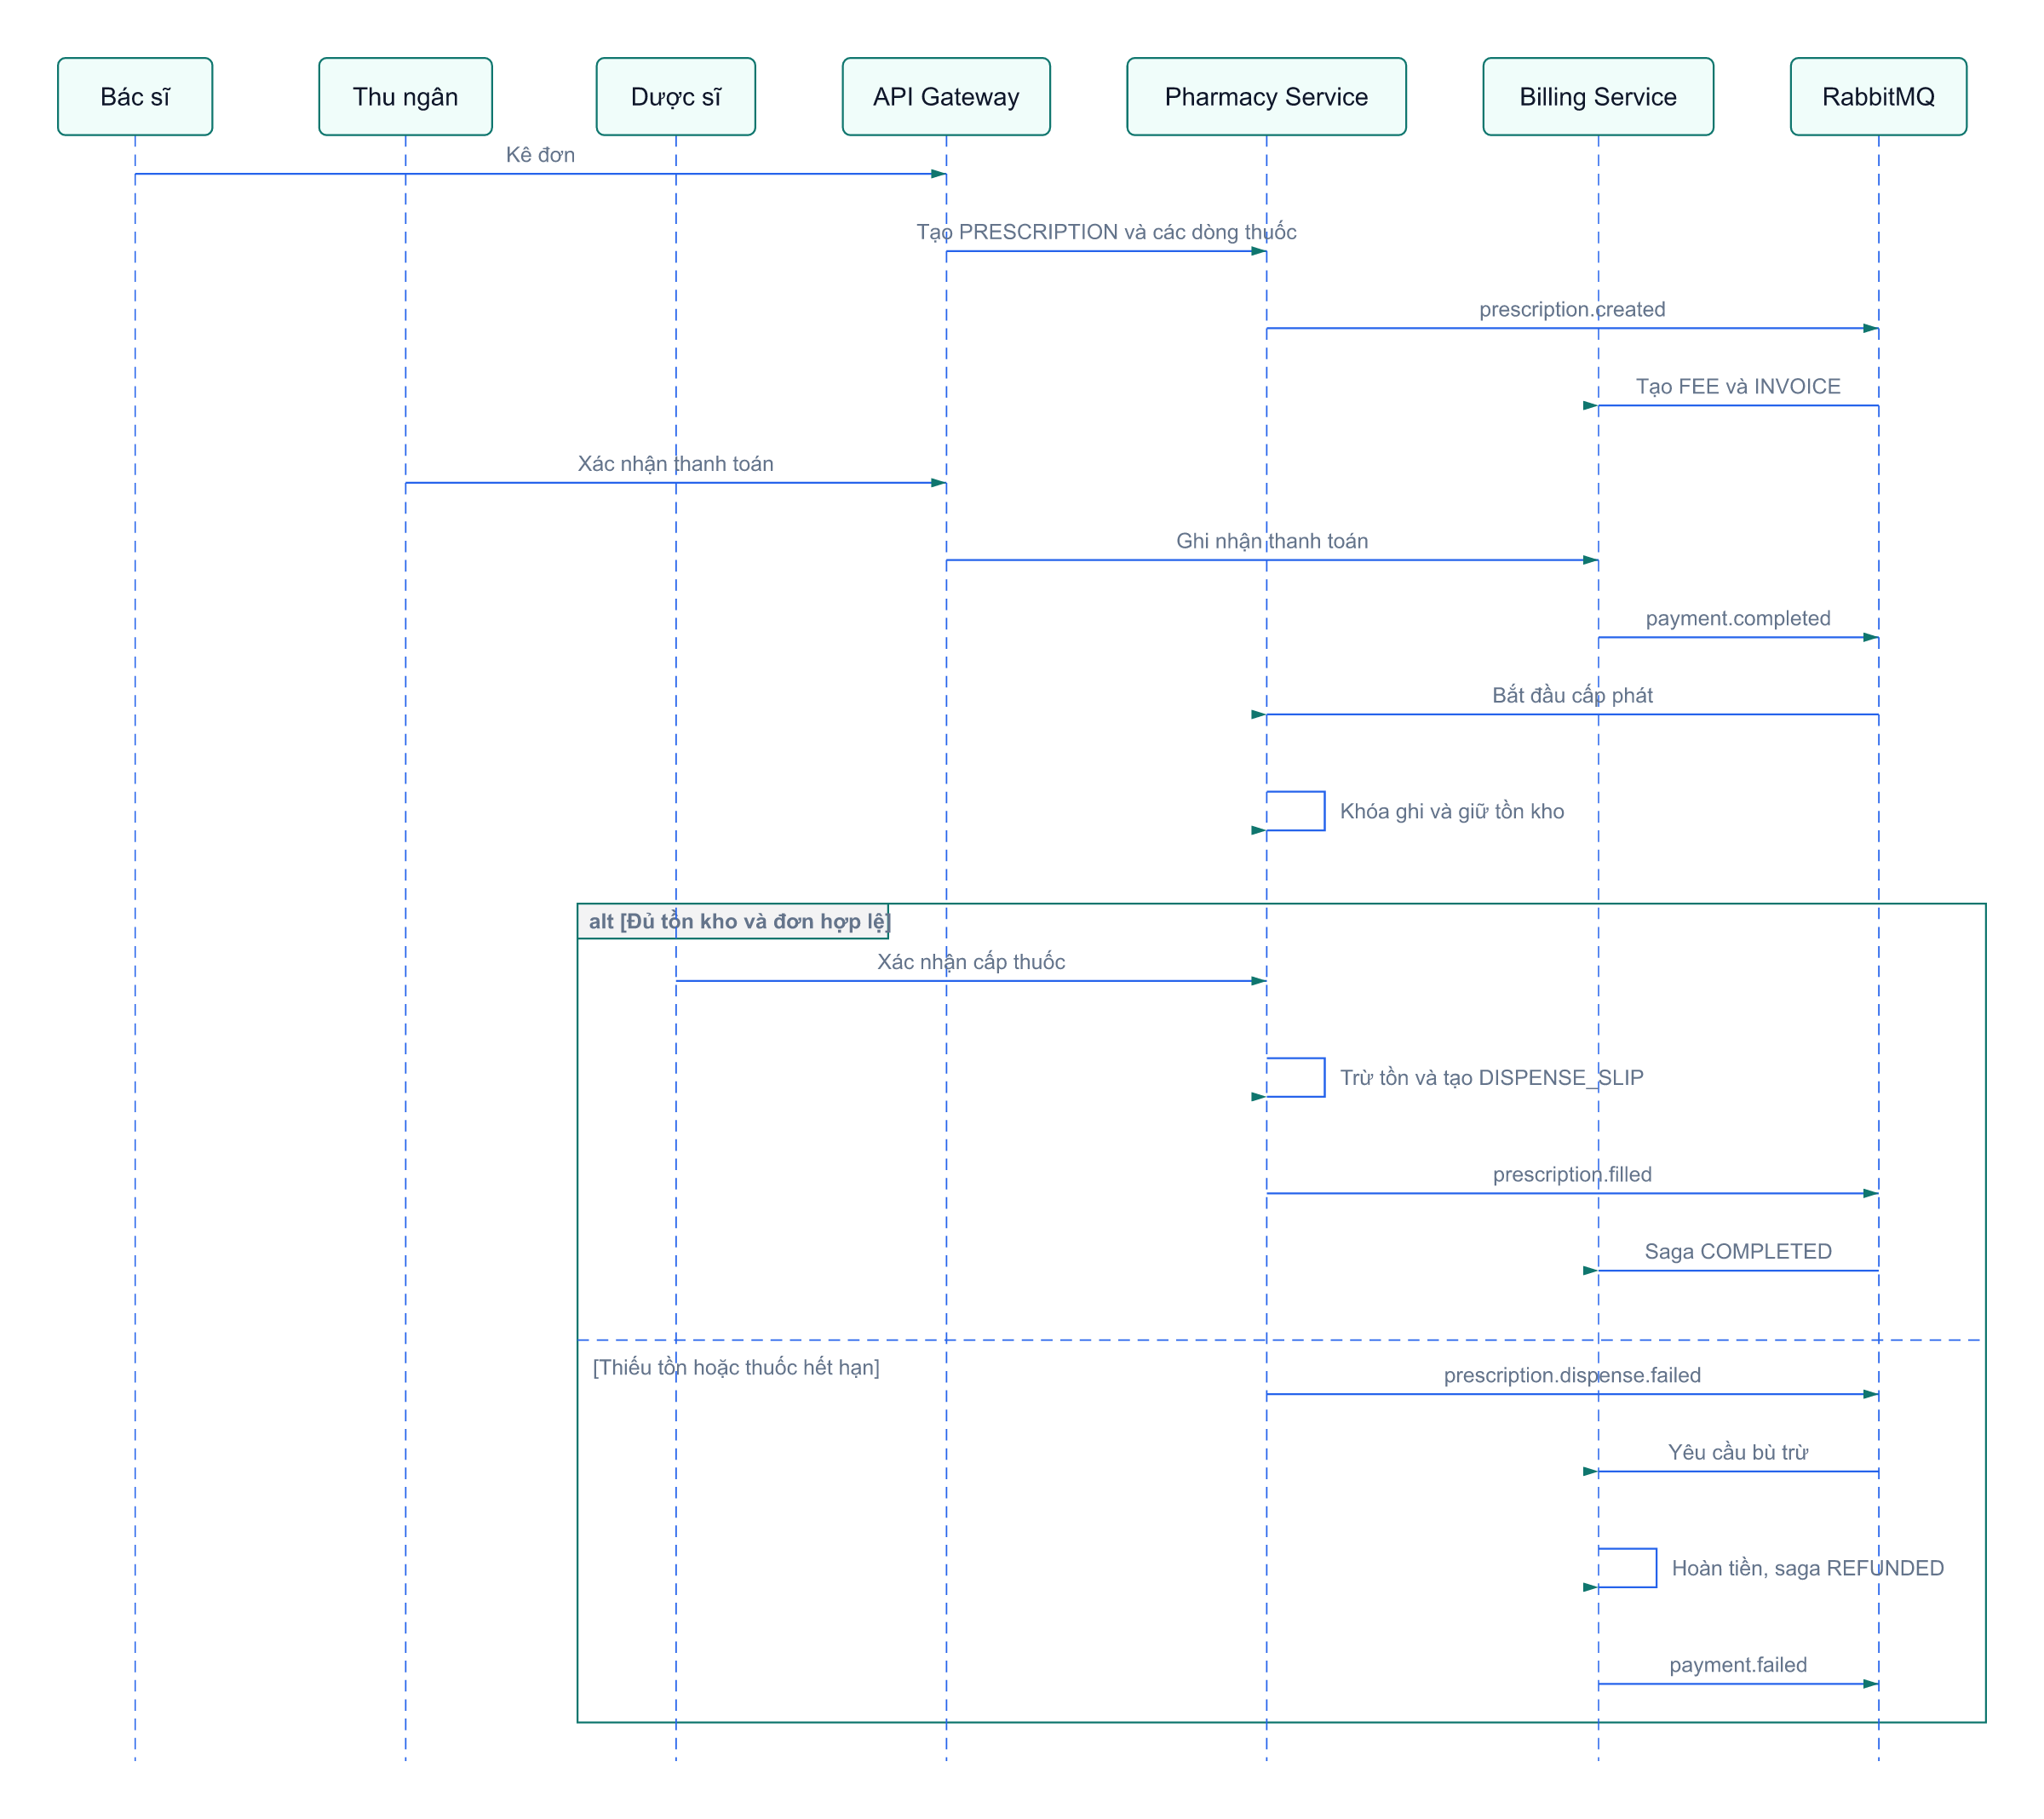 Bác sĩ
Thu ngân
Dược sĩ
API Gateway
Pharmacy Service
Billing Service
RabbitMQ
Kê đơn
Tạo PRESCRIPTION và các dòng thuốc
prescription.created
Tạo FEE và INVOICE
Xác nhận thanh toán
Ghi nhận thanh toán
payment.completed
Bắt đầu cấp phát
Khóa ghi và giữ tồn kho
alt [Đủ tồn kho và đơn hợp lệ]
Xác nhận cấp thuốc
Trừ tồn và tạo DISPENSE_SLIP
prescription.filled
Saga COMPLETED
[Thiếu tồn hoặc thuốc hết hạn]
prescription.dispense.failed
Yêu cầu bù trừ
Hoàn tiền, saga REFUNDED
payment.failed